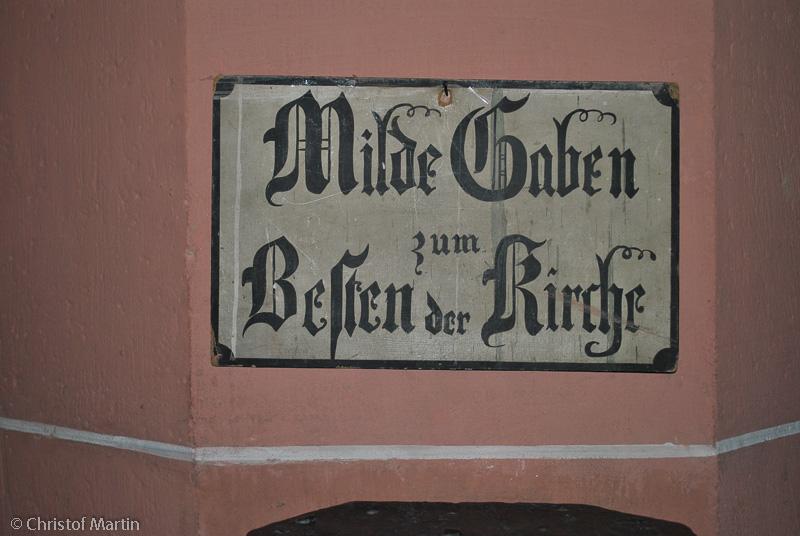 Milde Gaben
zum
Beſten der Kirche
© Christof Martin